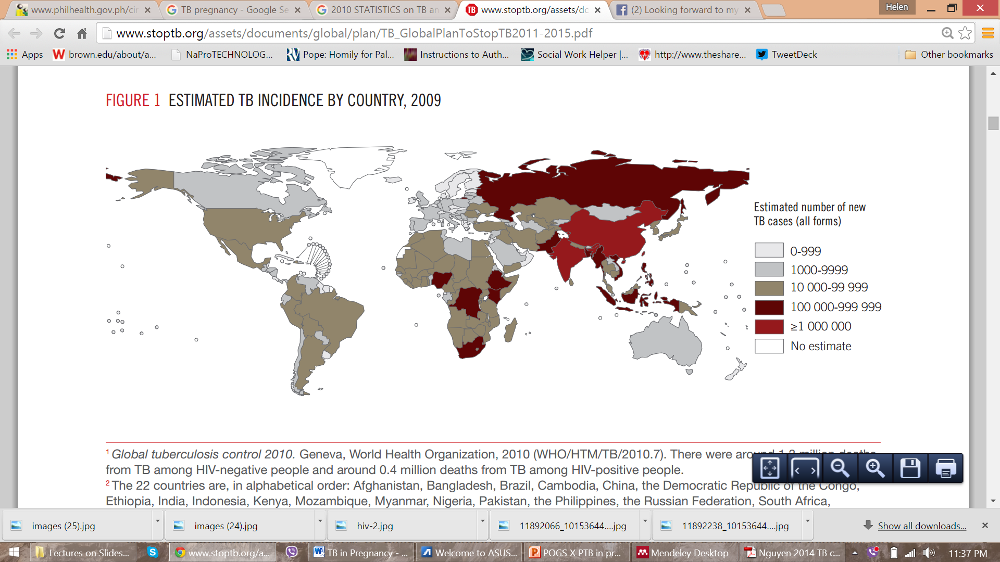 www.philhealth.gov.ph/cir
TB pregnancy - Google Se
2010 STATISTICS on TB an
www.stoptb.org/assets/do
(2) Looking forward to my
Helen
www.stoptb.org/assets/documents/global/plan/TB_GlobalPlanToStopTB2011-2015.pdf
Apps
brown.edu/about/a...
NaProTECHNOLOG...
Pope: Homily for Pal...
Instructions to Auth...
Social Work Helper |...
http://www.theshare...
TweetDeck
Other bookmarks
FIGURE 1 ESTIMATED TB INCIDENCE BY COUNTRY, 2009
Estimated number of new
TB cases (all forms)
0-999
1000-9999
10 000-99 999
100 000-999 999
≥1 000 000
No estimate
1 Global tuberculosis control 2010. Geneva, World Health Organization, 2010 (WHO/HTM/TB/2010.7). There were around
from TB among HIV-negative people and around 0.4 million deaths from TB among HIV-positive people.
2 The 22 countries are, in alphabetical order: Afghanistan, Bangladesh, Brazil, Cambodia, China, the Democratic Republic of the Congo,
Ethiopia, India, Indonesia, Kenya, Mozambique, Myanmar, Nigeria, Pakistan, the Philippines, the Russian Federation, South Africa,
images (25).jpg
images (24).jpg
hiv-2.jpg
11892066_10153644....jpg
11892238_10153644....jpg
Show all downloads...
Lectures on Slides...
www.stoptb.org/a...
TB in Pregnancy - ...
Welcome to ASUS...
POGS X PTB in pr...
Mendeley Desktop
Nguyen 2014 TB c...
11:37 PM